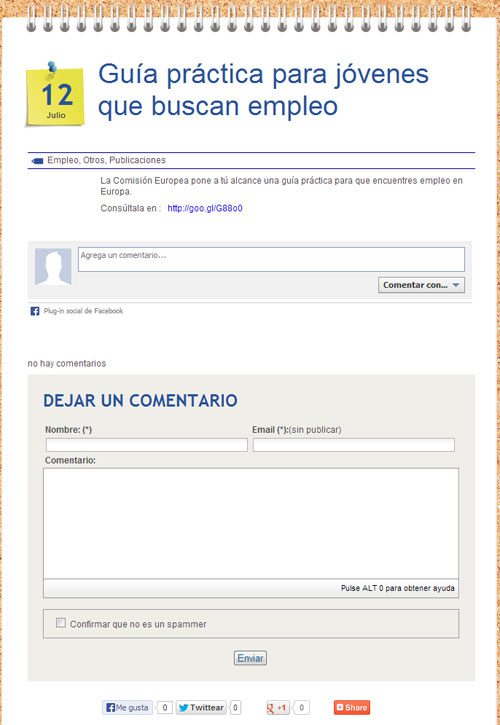 12
Julio
Guía práctica para jóvenes
que buscan empleo
Empleo, Otros, Publicaciones
La Comisión Europea pone a tú alcance una guía práctica para que encuentres empleo en
Europa.
Consúltala en : http://goo.gl/G88o0
Agrega un comentario...
Comentar con...
Plug-in social de Facebook
no hay comentarios
DEJAR UN COMENTARIO
Nombre: (*) Email (*):(sin publicar)
Comentario:
Pulse ALT 0 para obtener ayuda
Confirmar que no es un spammer
Enviar
Me gusta 0 Twittear 0 +1 0 Share